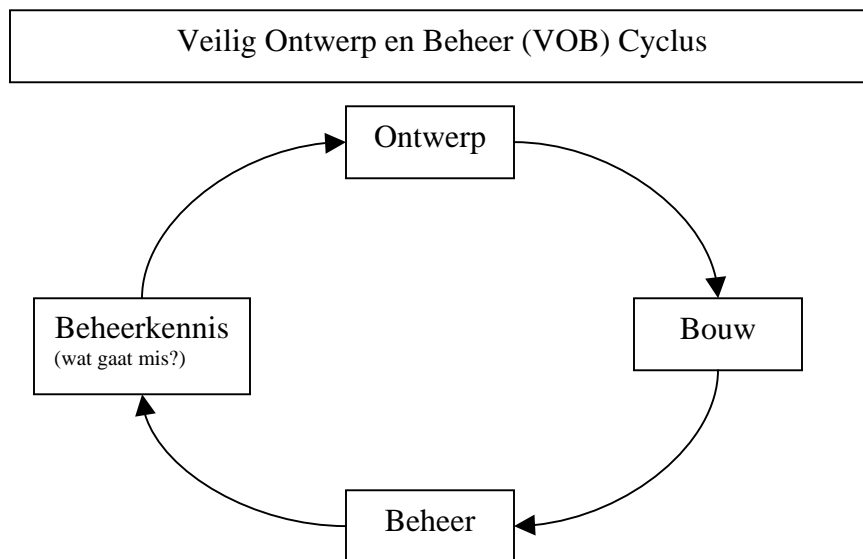 Veilig Ontwerp en Beheer (VOB) Cyclus
Ontwerp
Beheerkennis
(wat gaat mis?)
Bouw
Beheer